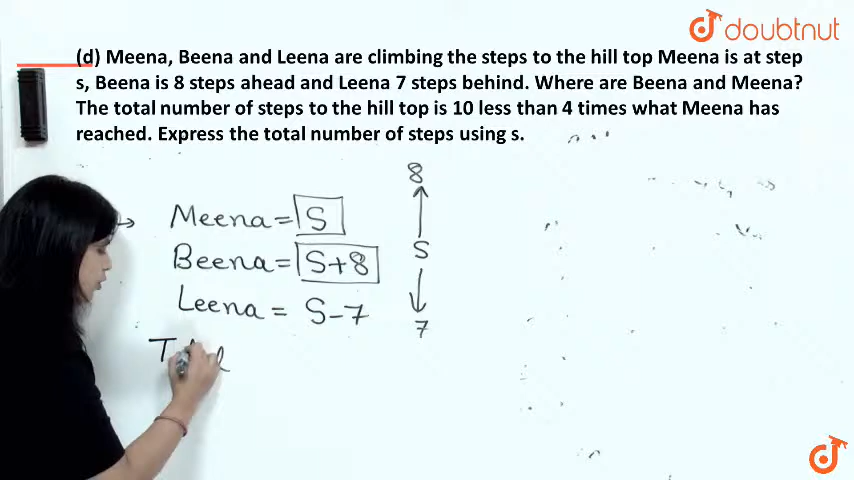 doubtnut
(d) Meena, Beena and Leena are climbing the steps to the hill top Meena is at step
s, Beena is 8 steps ahead and Leena 7 steps behind. Where are Beena and Meena?
The total number of steps to the hill top is 10 less than 4 times what Meena has
reached. Express the total number of steps using s.
8
Meena = S
S
Beena = S+8
Leena = S-7
7